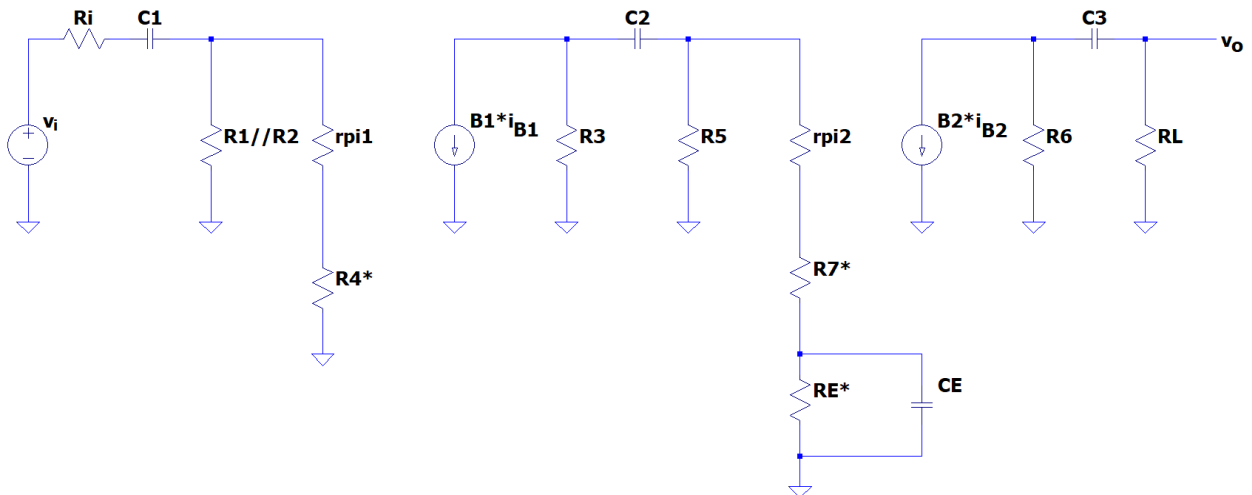 Ri
C1
C2
C3
vo
vi
R1//R2
rpi1
B1*iB1
R3
R5
rpi2
B2*iB2
R6
RL
R4*
R7*
RE*
CE